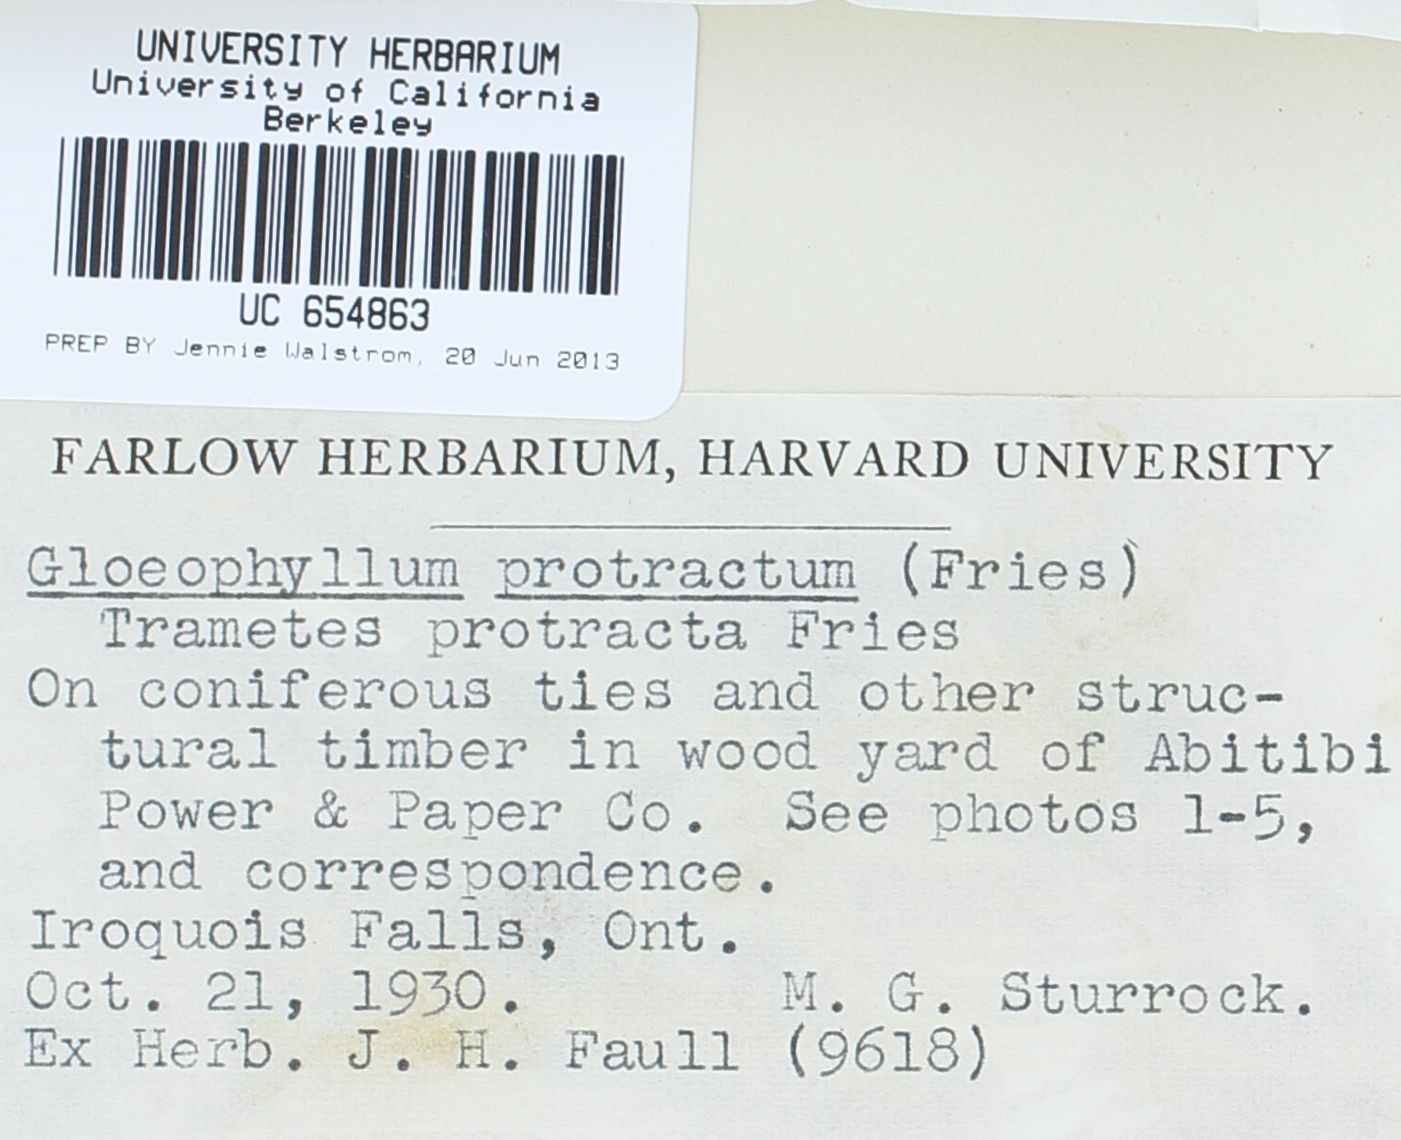 UNIVERSITY HERBARIUM
University of California
Berkeley
UC 654863
PREP BY Jennie Walstrom, 20 Jun 2013
FARLOW HERBARIUM, HARVARD UNIVERSITY
Gloeophyllum protractum (Fries)
Trametes protracta Fries
On coniferous ties and other struc-
tural timber in wood yard of Abitibi
Power & Paper Co. See photos 1-5,
and correspondence.
Iroquois Falls, Ont.
Oct. 21, 1930. M. G. Sturrock.
Ex Herb. J. H. Faull (9618)